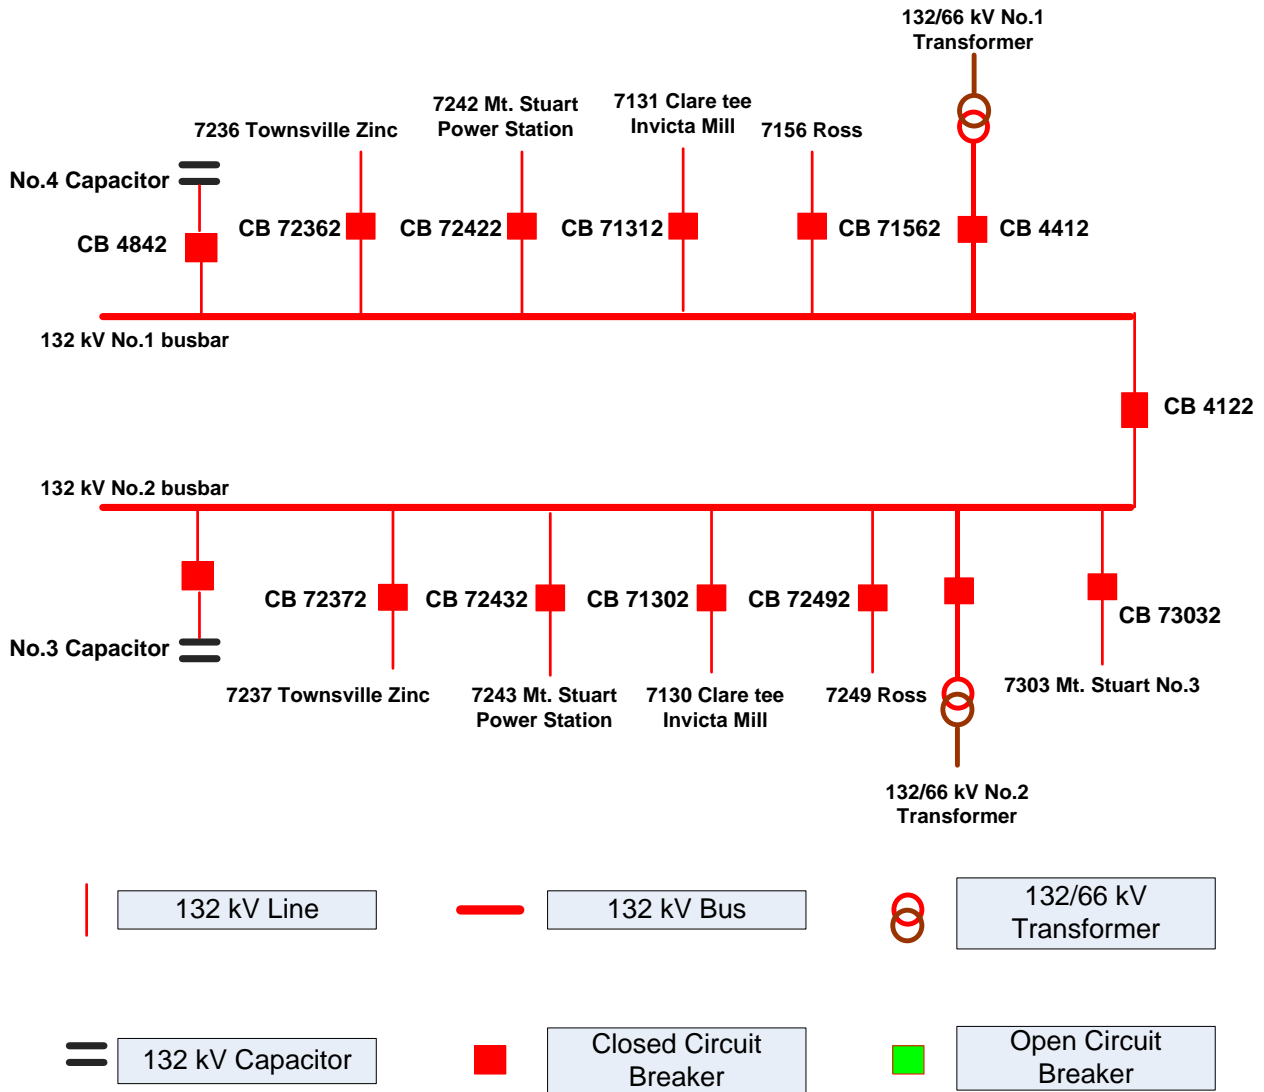 132/66 kV No.1
Transformer
7242 Mt. Stuart
Power Station
7131 Clare tee
Invicta Mill
7236 Townsville Zinc
7156 Ross
No.4 Capacitor
CB 4842
CB 72362
CB 72422
CB 71312
CB 71562
CB 4412
132 kV No.1 busbar
CB 4122
132 kV No.2 busbar
CB 72372
CB 72432
CB 71302
CB 72492
CB 73032
No.3 Capacitor
7237 Townsville Zinc
7243 Mt. Stuart
Power Station
7130 Clare tee
Invicta Mill
7249 Ross
7303 Mt. Stuart No.3
132/66 kV No.2
Transformer
132 kV Line
132 kV Bus
132/66 kV
Transformer
132 kV Capacitor
Closed Circuit
Breaker
Open Circuit
Breaker